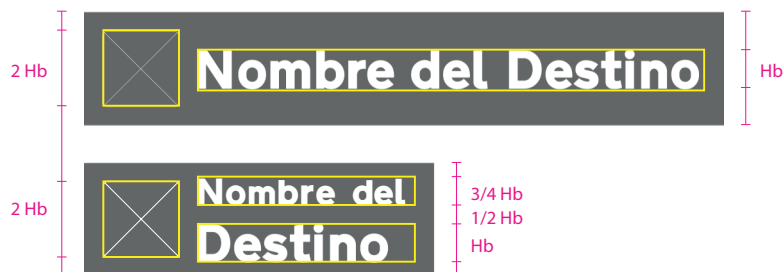 2 Hb
Nombre del Destino
Hb
2 Hb
Nombre del
Destino
3/4 Hb
1/2 Hb
Hb